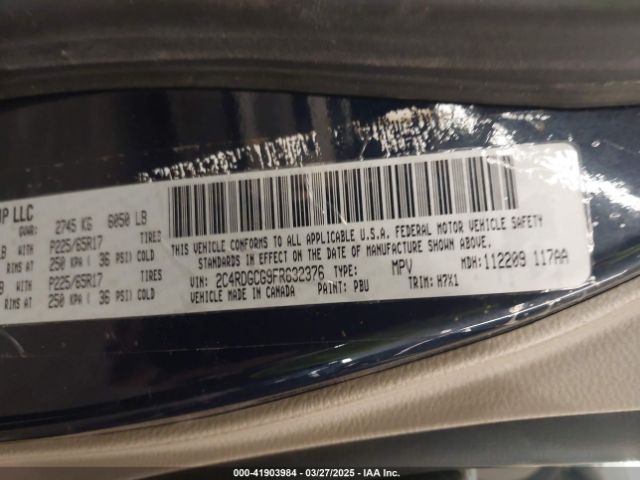 UP LLC
GVWR: 2745 KG 6050 LB
LB WITH P225/65R17 TIRES
RIMS AT 250 KPA ( 36 PSI) COLD
LB WITH P225/65R17 TIRES
RIMS AT 250 KPA ( 36 PSI) COLD
THIS VEHICLE CONFORMS TO ALL APPLICABLE U.S.A. FEDERAL MOTOR VEHICLE SAFETY
STANDARDS IN EFFECT ON THE DATE OF MANUFACTURE SHOWN ABOVE.
VIN: 2C4RDGCG9FR632376 TYPE: MPV MDH: 112209 117AA
VEHICLE MADE IN CANADA PAINT: PBU TRIM: H7X1
000-41903984 — 03/27/2025 — IAA Inc.